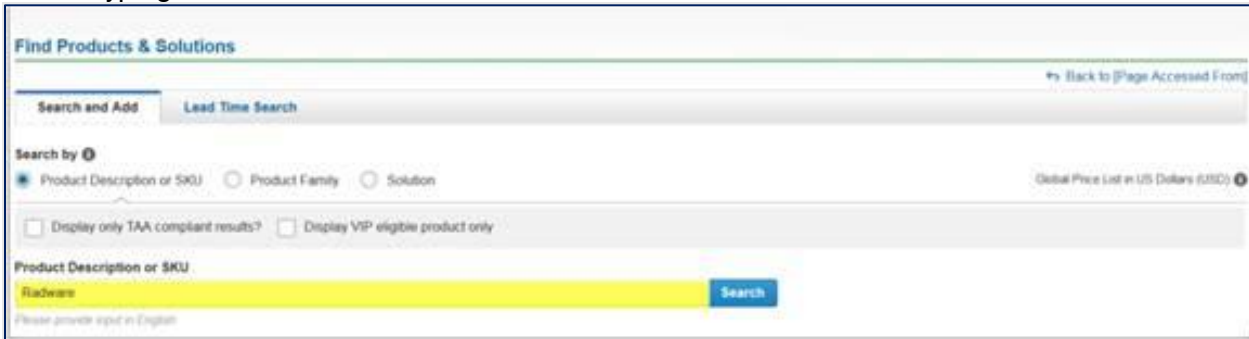 Find Products & Solutions
Back to [Page Accessed From]
Search and Add Lead Time Search
Search by
Product Description or SKU Product Family Solution Global Price List in US Dollars (USD)
Display only TAA compliant results? Display VIP eligible product only
Product Description or SKU
Radware Search
Please provide input in English